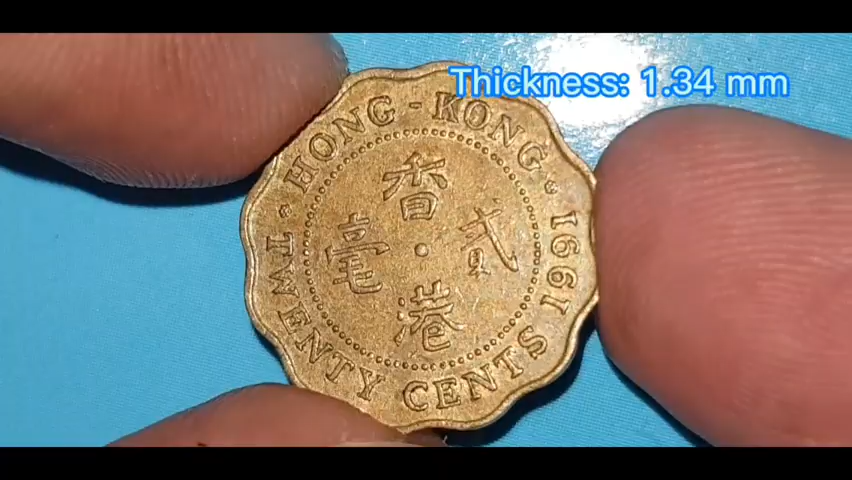 Thickness: 1.34 mm
HONG - KONG
香
港
貳
毫
TWENTY CENTS
1991